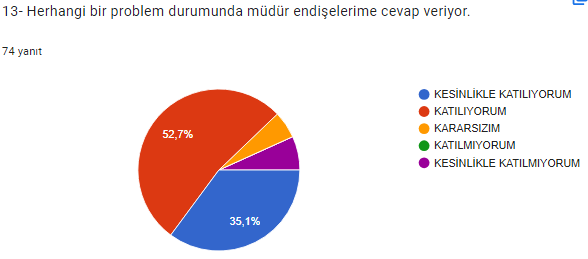 13- Herhangi bir problem durumunda müdür endişelerime cevap veriyor.
74 yanıt
KESİNLİKLE KATILIYORUM
KATILIYORUM
KARARSIZIM
KATILMIYORUM
KESİNLİKLE KATILMIYORUM
52,7%
35,1%